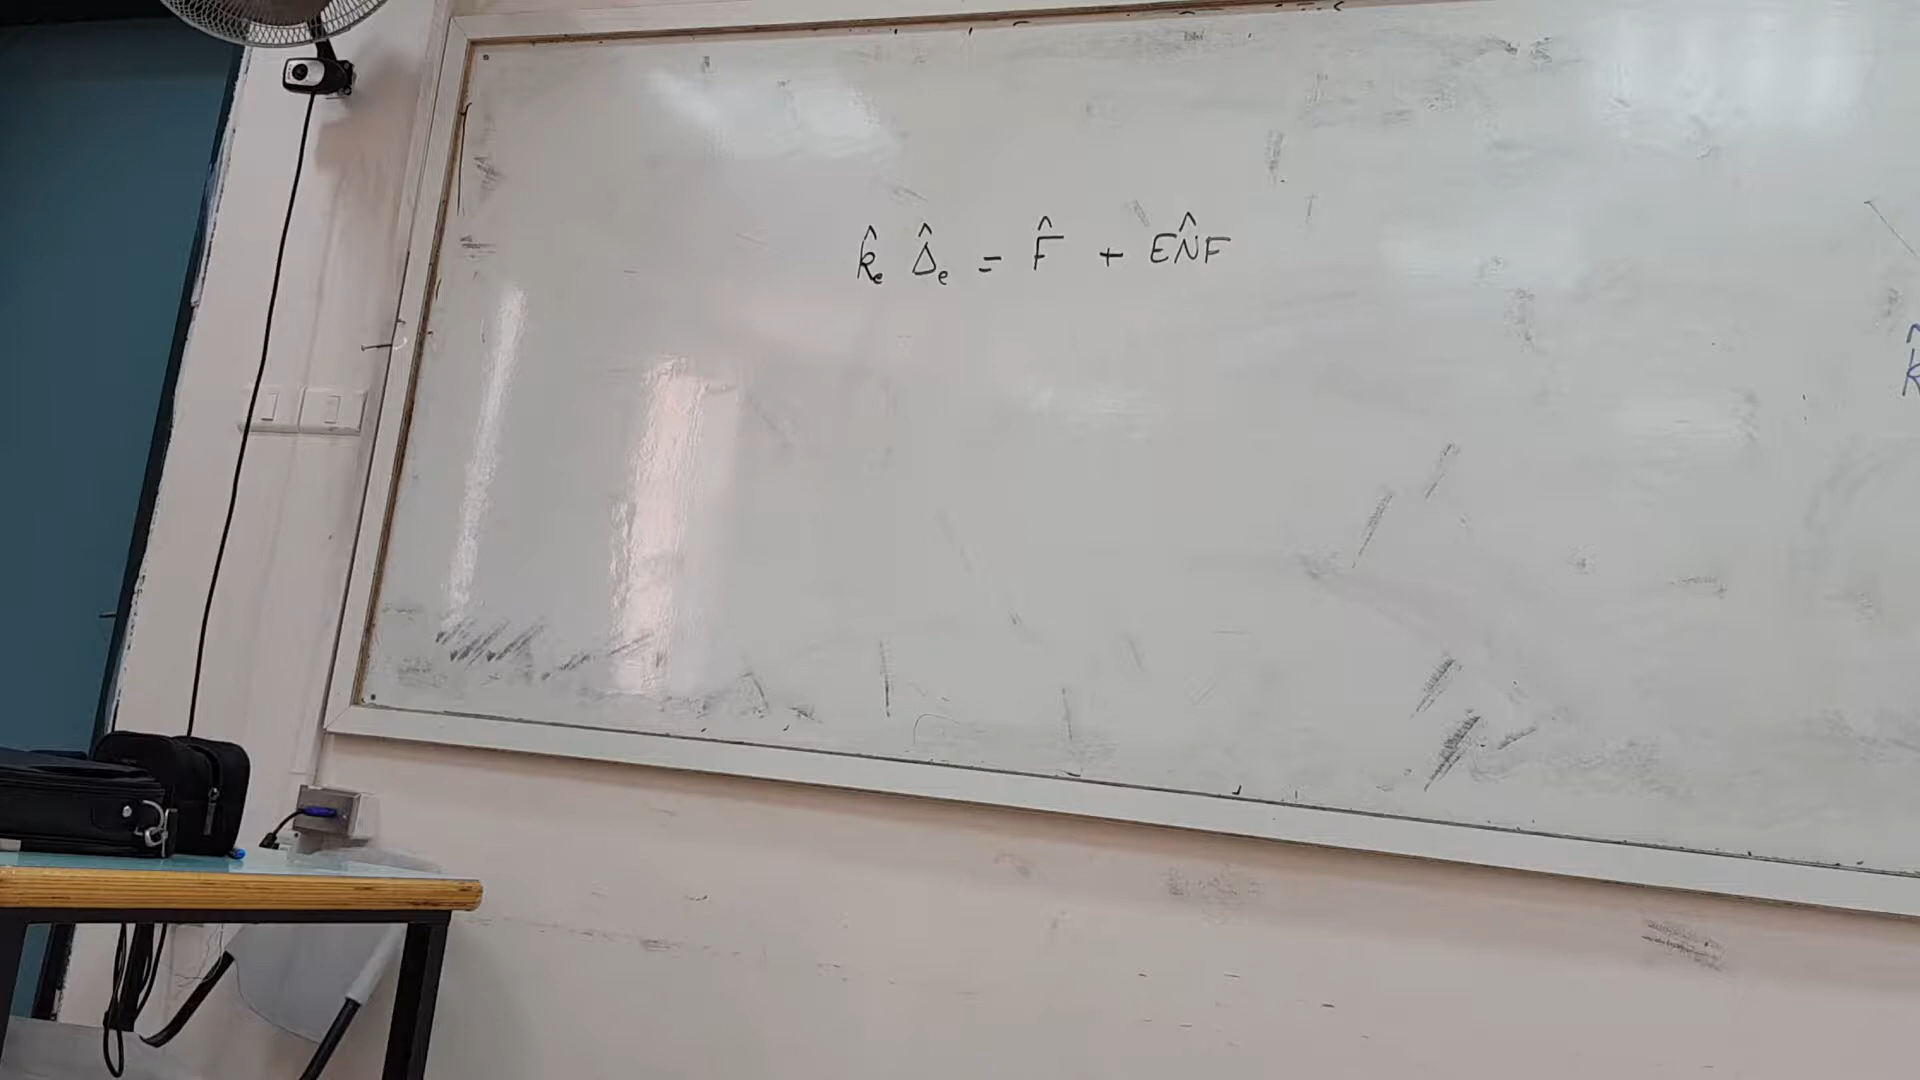 k̂ₑ Δ̂ₑ = F̂ + EN̂F
k̂